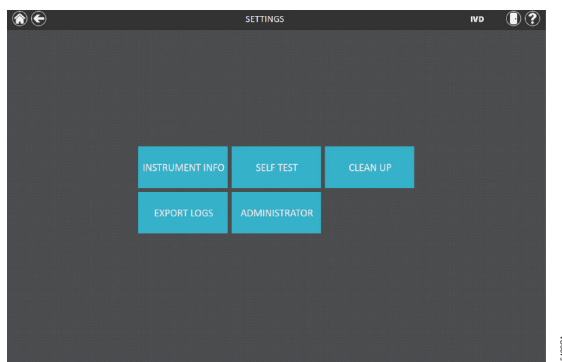 SETTINGS IVD ?
INSTRUMENT INFO SELF TEST CLEAN UP
EXPORT LOGS ADMINISTRATOR